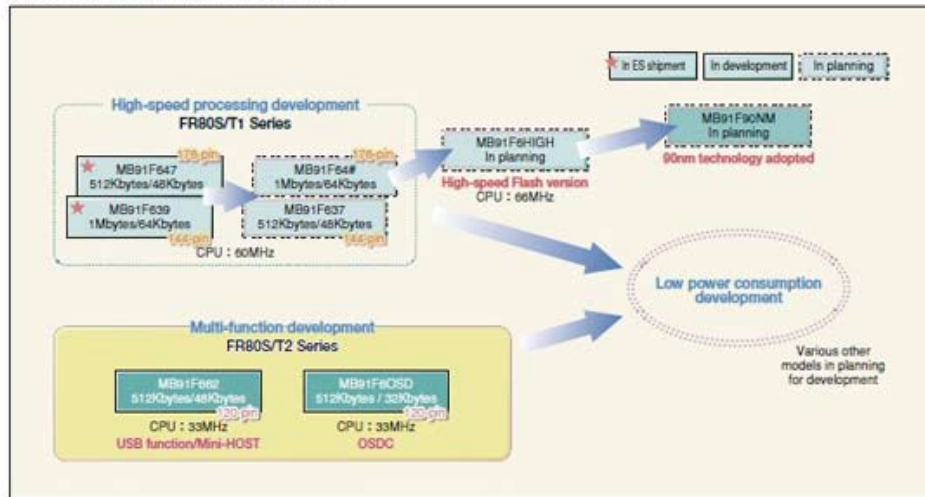 In ES shipment
In development
In planning
High-speed processing development
FR80S/T1 Series
176-pin
MB91F647
512Kbytes/48Kbytes
MB91F639
1Mbytes/64Kbytes
144-pin
176-pin
MB91F64#
1Mbytes/64Kbytes
MB91F637
512Kbytes/48Kbytes
144-pin
CPU : 60MHz
MB91F6HIGH
In planning
High-speed Flash version
CPU : 66MHz
MB91F90NM
In planning
90nm technology adopted
Low power consumption
development
Various other
models in planning
for development
Multi-function development
FR80S/T2 Series
MB91F662
512Kbytes/48Kbytes
120-pin
CPU : 33MHz
USB function/Mini-HOST
MB91F6OSD
512Kbytes / 32Kbytes
120-pin
CPU : 33MHz
OSDC